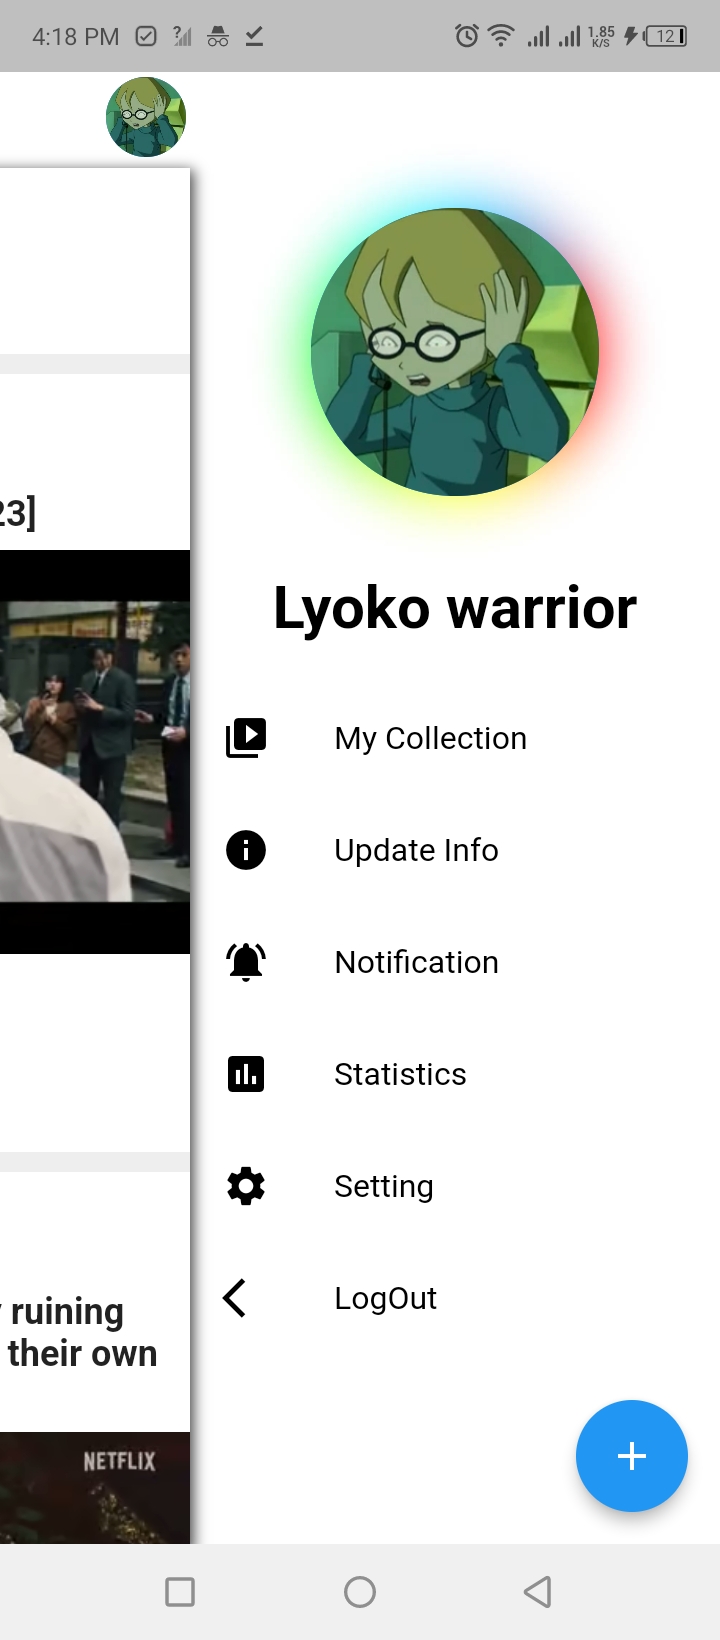 4:18 PM
1.85
K/S
12
23]
Lyoko warrior
My Collection
Update Info
Notification
Statistics
Setting
LogOut
ruining
their own
NETFLIX